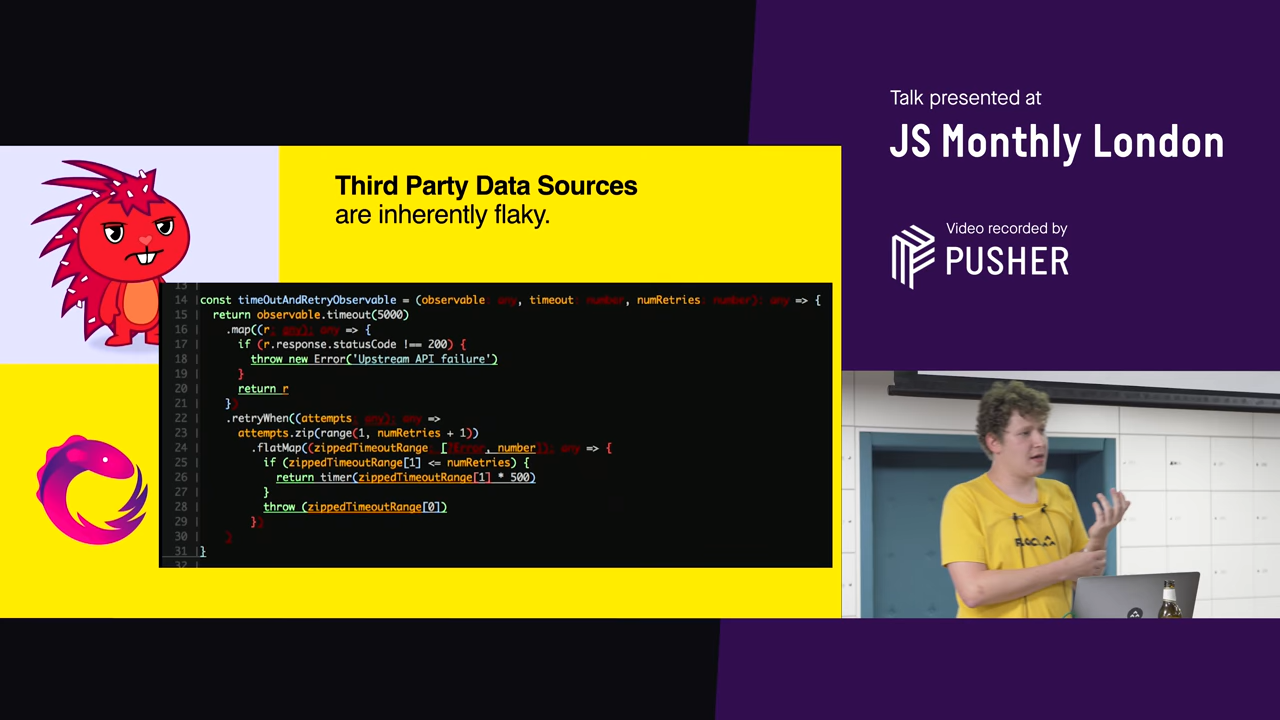 Talk presented at
JS Monthly London
Video recorded by
PUSHER
Third Party Data Sources
are inherently flaky.
13
14 const timeOutAndRetryObservable = (observable: any, timeout: number, numRetries: number): any => {
15 return observable.timeout(5000)
16 .map((r: any): any => {
17 if (r.response.statusCode !== 200) {
18 throw new Error('Upstream API failure')
19 }
20 return r
21 })
22 .retryWhen((attempts: any): any =>
23 attempts.zip(range(1, numRetries + 1))
24 .flatMap((zippedTimeoutRange: [Error, number]): any => {
25 if (zippedTimeoutRange[1] <= numRetries) {
26 return timer(zippedTimeoutRange[1] * 500)
27 }
28 throw (zippedTimeoutRange[0])
29 })
30 )
31 }
32